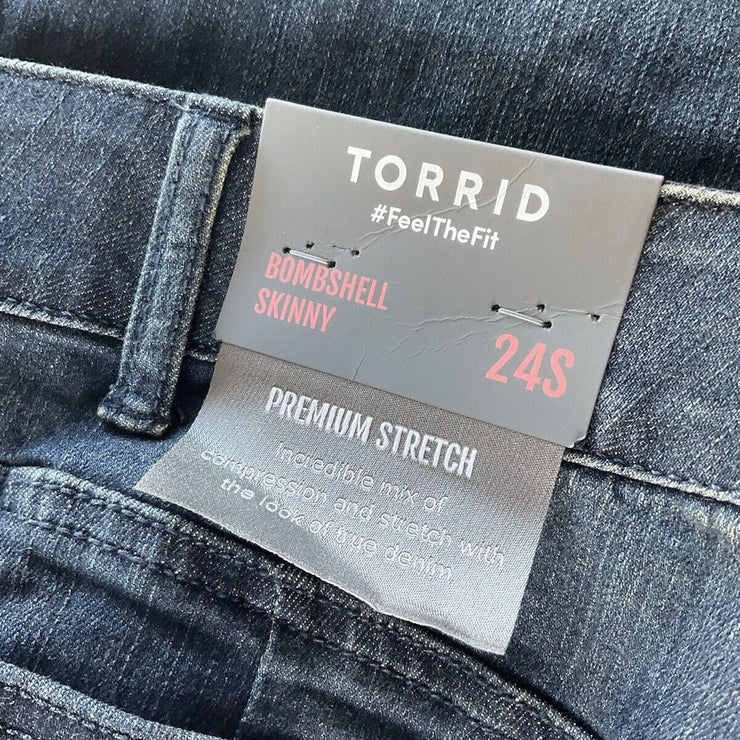 TORRID
#FeelTheFit
BOMBSHELL
SKINNY
24S
PREMIUM STRETCH
Incredible mix of
compression and stretch with
the look of true denim.